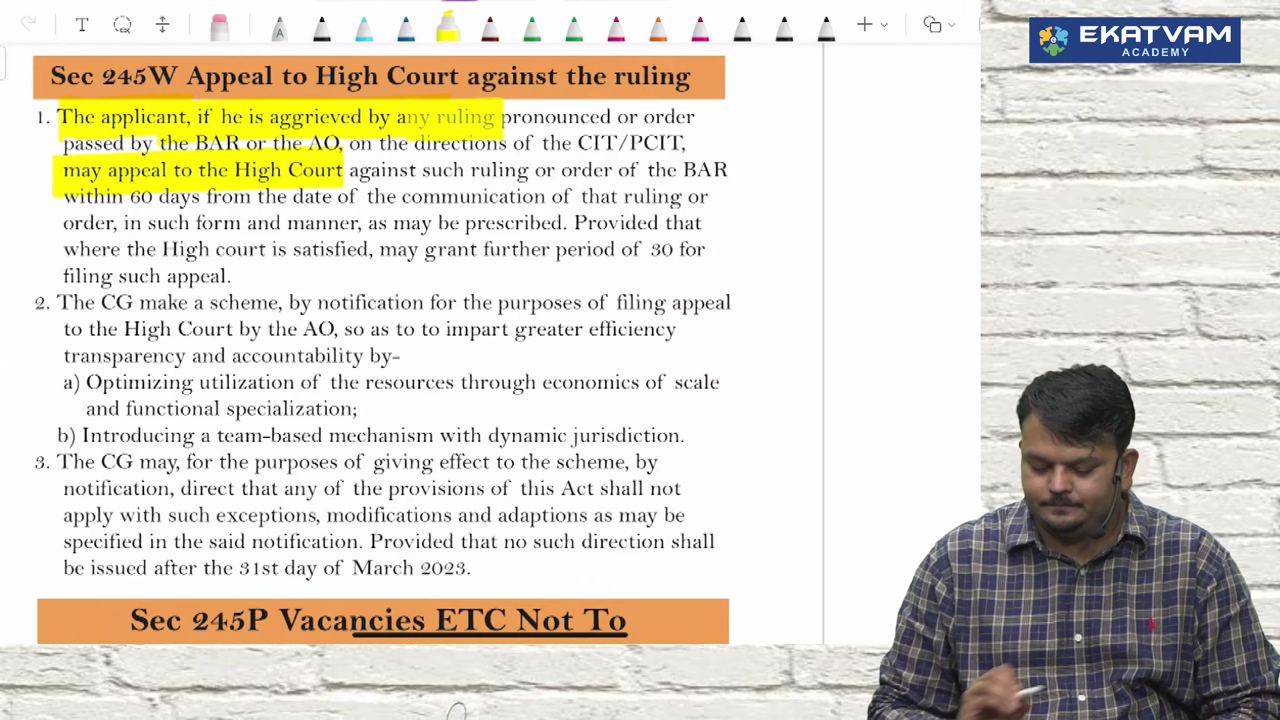 EKATVAM
ACADEMY
Sec 245W Appeal to High Court against the ruling
1. The applicant, if he is aggrieved by any ruling pronounced or order
passed by the BAR or the AO, on the directions of the CIT/PCIT,
may appeal to the High Court against such ruling or order of the BAR
within 60 days from the date of the communication of that ruling or
order, in such form and manner, as may be prescribed. Provided that
where the High court is satisfied, may grant further period of 30 for
filing such appeal.
2. The CG make a scheme, by notification for the purposes of filing appeal
to the High Court by the AO, so as to to impart greater efficiency
transparency and accountability by-
a) Optimizing utilization of the resources through economics of scale
and functional specialization;
b) Introducing a team-based mechanism with dynamic jurisdiction.
3. The CG may, for the purposes of giving effect to the scheme, by
notification, direct that any of the provisions of this Act shall not
apply with such exceptions, modifications and adaptions as may be
specified in the said notification. Provided that no such direction shall
be issued after the 31st day of March 2023.
Sec 245P Vacancies ETC Not To